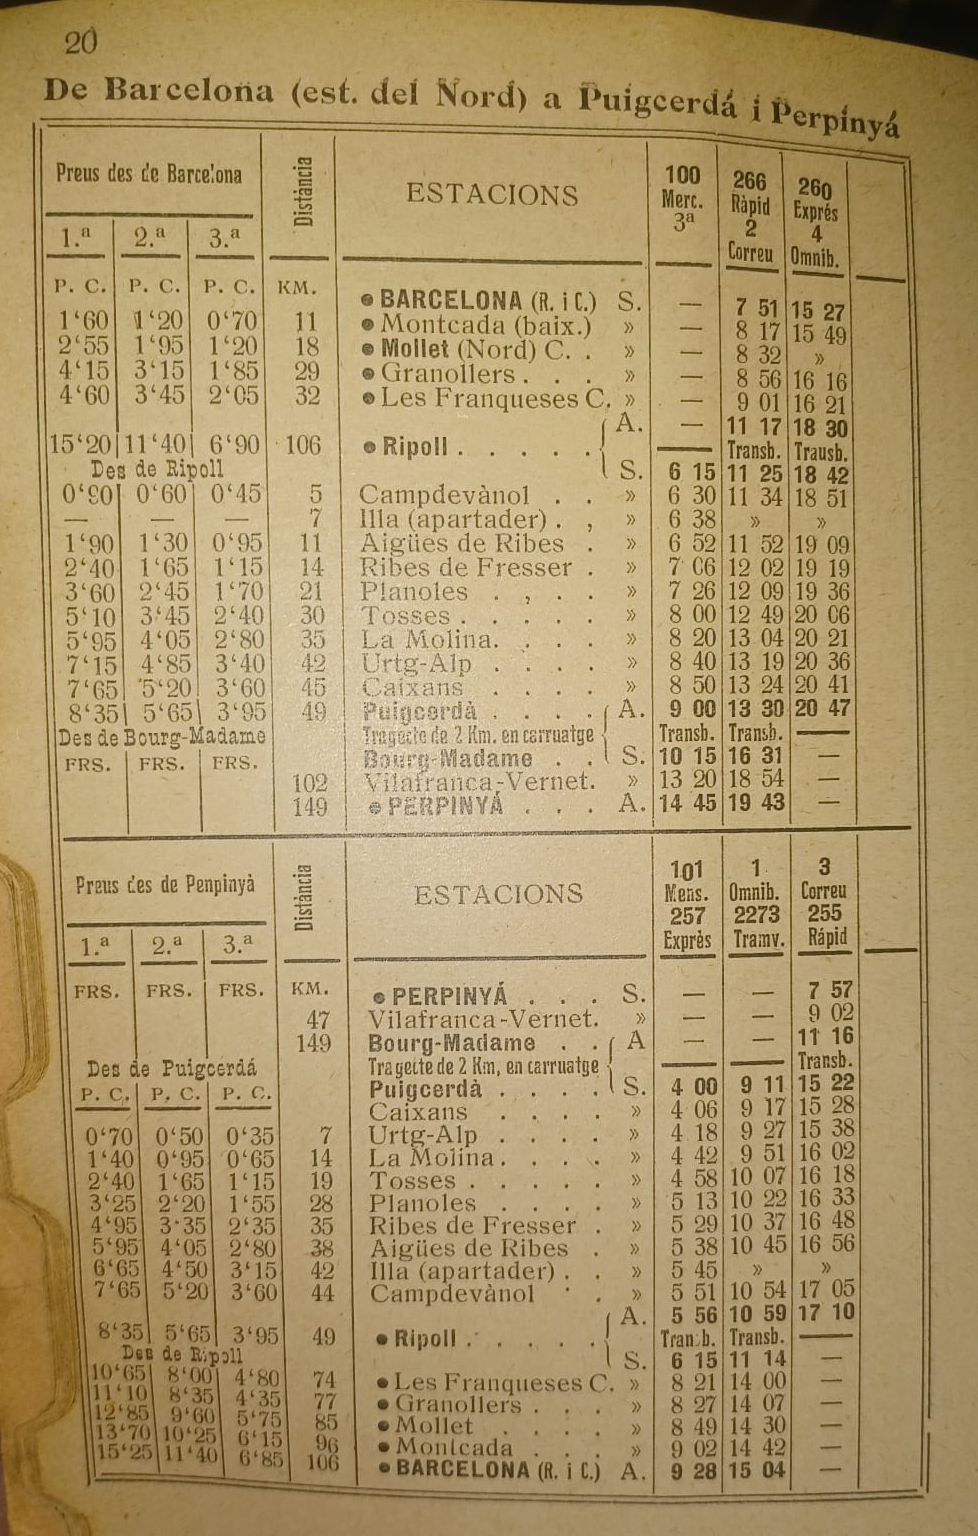 20
De Barcelona (est. del Nord) a Puigcerdá i Perpinyá
Preus des de Barcelona Distància ESTACIONS 100 Merc. 3ª 266 Ràpid 2 Correu 260 Exprés 4 Omnib.
1.ª 2.ª 3.ª
P. C. P. C. P. C. KM.
● BARCELONA (R. i C.) S. — 7 51 15 27
1‘60 1‘20 0‘70 11 ● Montcada (baix.) » — 8 17 15 49
2‘55 1‘95 1‘20 18 ● Mollet (Nord) C. . » — 8 32 »
4‘15 3‘15 1‘85 29 ● Granollers . . . » — 8 56 16 16
4‘60 3‘45 2‘05 32 ● Les Franqueses C. » — 9 01 16 21
A. — 11 17 18 30
15‘20 11‘40 6‘90 106 ● Ripoll . . . . . — Transb. Trausb.
Des de Ripoll S. 6 15 11 25 18 42
0‘90 0‘60 0‘45 5 Campdevànol . . » 6 30 11 34 18 51
— — — 7 Illa (apartader) . , » 6 38 » »
1‘90 1‘30 0‘95 11 Aigües de Ribes . » 6 52 11 52 19 09
2‘40 1‘65 1‘15 14 Ribes de Fresser . » 7 06 12 02 19 19
3‘60 2‘45 1‘70 21 Planoles . , . . » 7 26 12 09 19 36
5‘10 3‘45 2‘40 30 Tosses . . . . . » 8 00 12 49 20 06
5‘95 4‘05 2‘80 35 La Molina. . . . » 8 20 13 04 20 21
7‘15 4‘85 3‘40 42 Urtg-Alp . . . . » 8 40 13 19 20 36
7‘65 5‘20 3‘60 45 Caixans . . . . » 8 50 13 24 20 41
8‘35 5‘65 3‘95 49 Puigcerdà . . . . A. 9 00 13 30 20 47
Des de Bourg-Madame Tragecte de 2 Km. en carruatge Transb. Transb. —
FRS. FRS. FRS. Bourg-Madame . . S. 10 15 16 31 —
102 Vilafranca-Vernet. » 13 20 18 54 —
149 ● PERPINYÁ . . . A. 14 45 19 43 —
Preus des de Penpinyà Distància ESTACIONS 101 Mens. 257 Exprès 1 Omnib. 2273 Tramv. 3 Correu 255 Rápid
1.ª 2.ª 3.ª
FRS. FRS. FRS. KM. ● PERPINYÁ . . . S. — — 7 57
47 Vilafranca-Vernet. » — — 9 02
149 Bourg-Madame . . A — — 11 16
Des de Puigcerdá Tragecte de 2 Km, en carruatge — — Transb.
P. C. P. C. P. C. Puigcerdà . . . . S. 4 00 9 11 15 22
Caixans . . . . » 4 06 9 17 15 28
0‘70 0‘50 0‘35 7 Urtg-Alp . . . . » 4 18 9 27 15 38
1‘40 0‘95 0‘65 14 La Molina. . . . » 4 42 9 51 16 02
2‘40 1‘65 1‘15 19 Tosses . . . . . » 4 58 10 07 16 18
3‘25 2‘20 1‘55 28 Planoles . . . . » 5 13 10 22 16 33
4‘95 3‘35 2‘35 35 Ribes de Fresser . » 5 29 10 37 16 48
5‘95 4‘05 2‘80 38 Aigües de Ribes . » 5 38 10 45 16 56
6‘65 4‘50 3‘15 42 Illa (apartader) . . » 5 45 » »
7‘65 5‘20 3‘60 44 Campdevànol . . » 5 51 10 54 17 05
A. 5 56 10 59 17 10
8‘35 5‘65 3‘95 49 ● Ripoll . . . . . Transb. Transb. —
Des de Ripoll S. 6 15 11 14 —
10‘65 8‘00 4‘80 74 ● Les Franqueses C. » 8 21 14 00 —
11‘10 8‘35 4‘35 77 ● Granollers . . . » 8 27 14 07 —
12‘85 9‘60 5‘75 85 ● Mollet . . . . » 8 49 14 30 —
13‘70 10‘25 6‘15 96 ● Montcada . . . » 9 02 14 42 —
15‘25 11‘40 6‘85 106 ● BARCELONA (R. i C.) A. 9 28 15 04 —